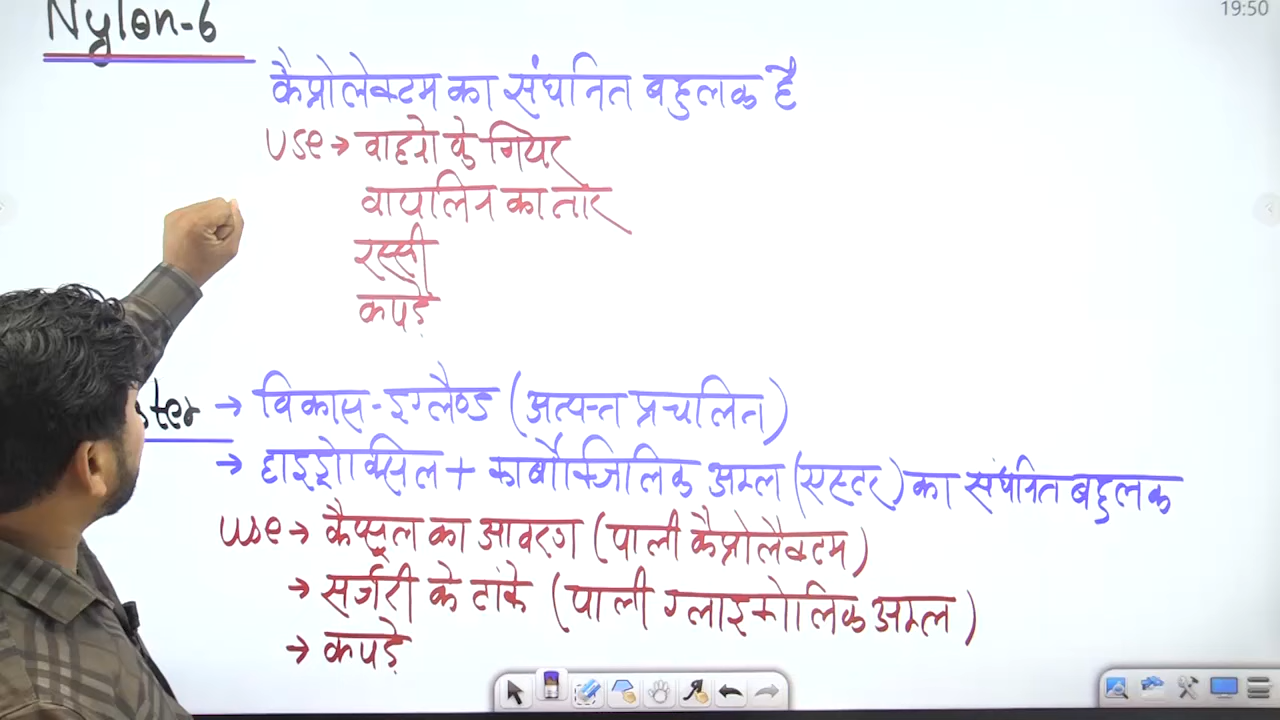 19:50
Nylon-6
कैप्रोलेक्टम का संघनित बहुलक है
use → वाहनो के गियर
वायलिन का तार
रस्सी
कपड़े
ster → विकास - इग्लैण्ड (अत्यन्त प्रचलित)
→ हाइड्रोक्सिल + कार्बोक्जिलिक अम्ल (एस्टर) का संघनित बहुलक
use → कैप्सूल का आवरण (पाली कैप्रोलैक्टम)
→ सर्जरी के टांके (पाली ग्लाइकोलिक अम्ल)
→ कपड़े